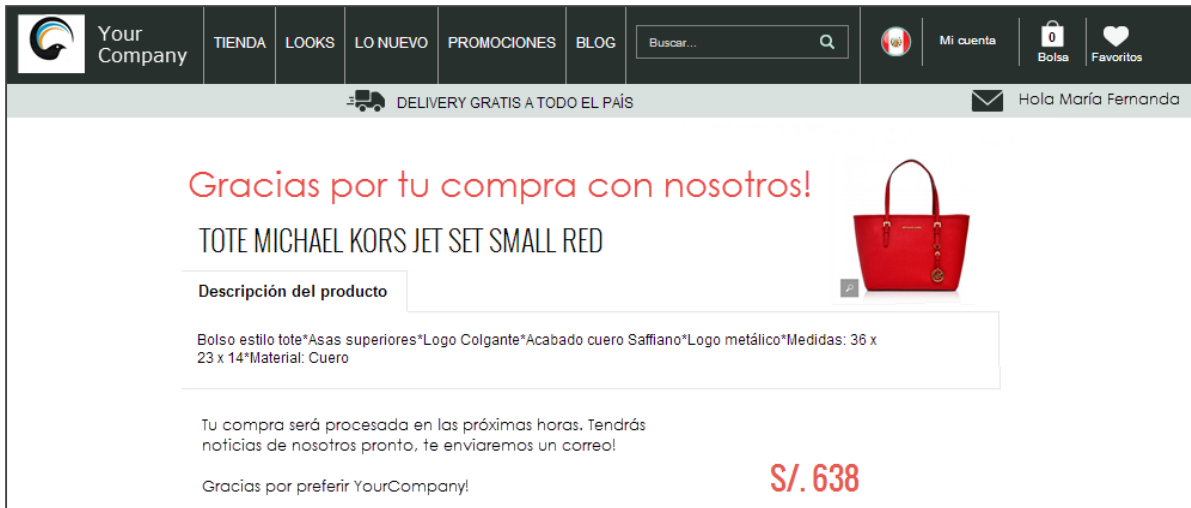 Your
Company
TIENDA
LOOKS
LO NUEVO
PROMOCIONES
BLOG
Buscar...
Mi cuenta
0
Bolsa
Favoritos
DELIVERY GRATIS A TODO EL PAÍS
Hola María Fernanda
Gracias por tu compra con nosotros!
TOTE MICHAEL KORS JET SET SMALL RED
Descripción del producto
Bolso estilo tote*Asas superiores*Logo Colgante*Acabado cuero Saffiano*Logo metálico*Medidas: 36 x
23 x 14*Material: Cuero
Tu compra será procesada en las próximas horas. Tendrás
noticias de nosotros pronto, te enviaremos un correo!
Gracias por preferir YourCompany!
S/. 638